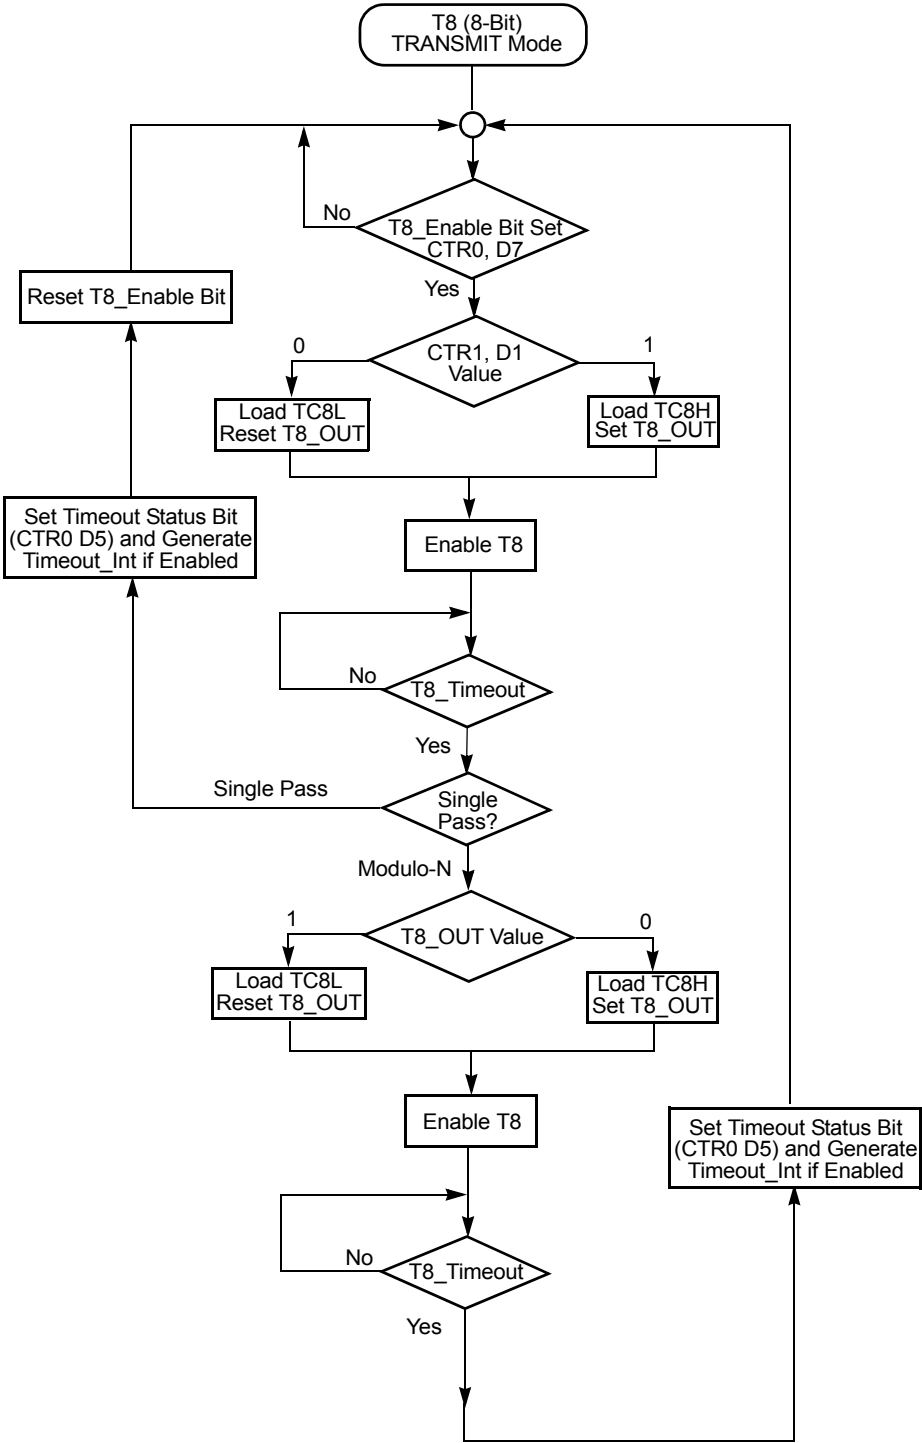 T8 (8-Bit)
TRANSMIT Mode
No
T8_Enable Bit Set
CTR0, D7
Yes
Reset T8_Enable Bit
0
CTR1, D1
Value
1
Load TC8L
Reset T8_OUT
Load TC8H
Set T8_OUT
Set Timeout Status Bit
(CTR0 D5) and Generate
Timeout_Int if Enabled
Enable T8
No
T8_Timeout
Yes
Single Pass
Single
Pass?
Modulo-N
1
T8_OUT Value
0
Load TC8L
Reset T8_OUT
Load TC8H
Set T8_OUT
Enable T8
Set Timeout Status Bit
(CTR0 D5) and Generate
Timeout_Int if Enabled
No
T8_Timeout
Yes